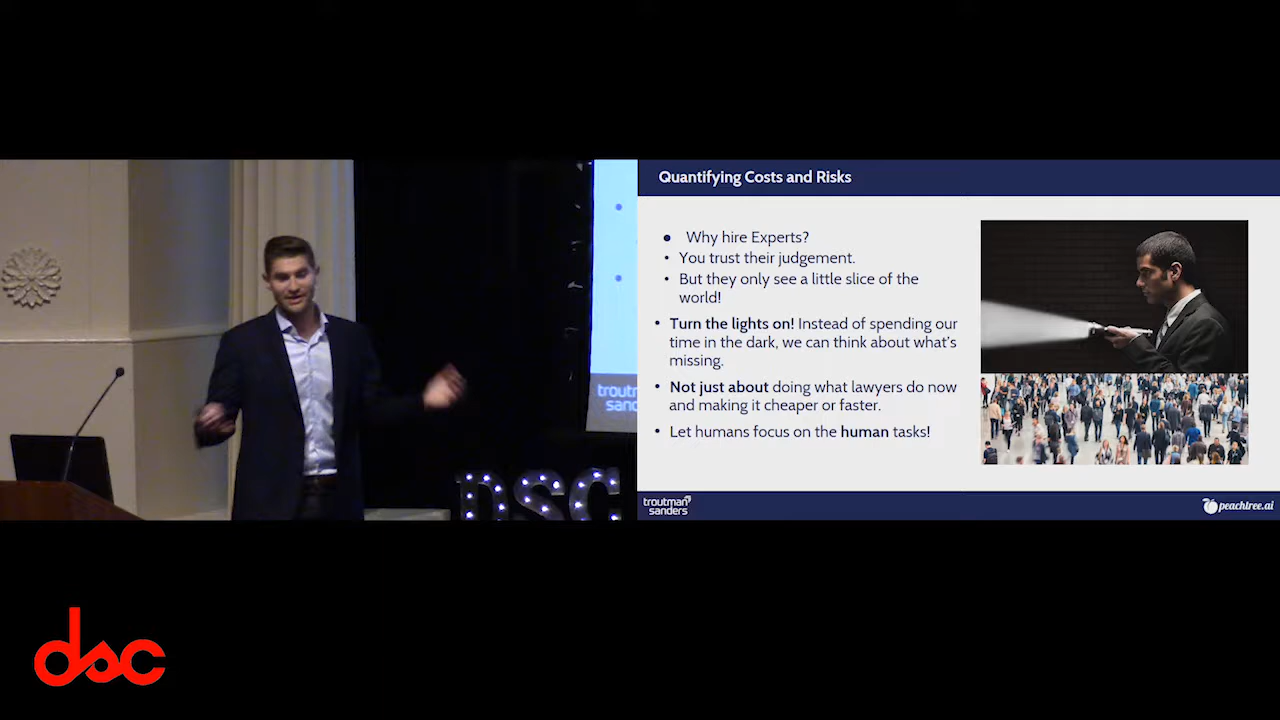 Quantifying Costs and Risks
● Why hire Experts?
• You trust their judgement.
• But they only see a little slice of the
world!
• Turn the lights on! Instead of spending our
time in the dark, we can think about what's
missing.
• Not just about doing what lawyers do now
and making it cheaper or faster.
• Let humans focus on the human tasks!
troutman
sanders
peachtree.ai
DSC
dsc